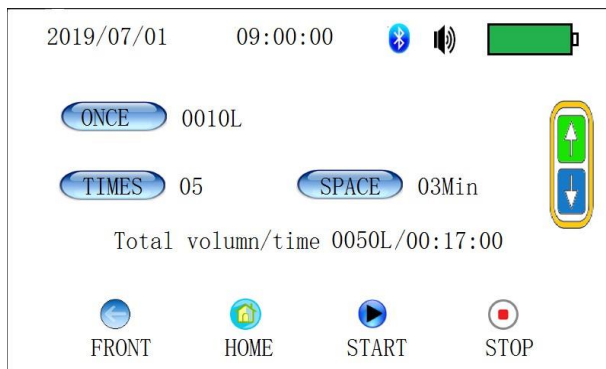 2019/07/01 09:00:00
ONCE 0010L
TIMES 05 SPACE 03Min
Total volumn/time 0050L/00:17:00
FRONT HOME START STOP